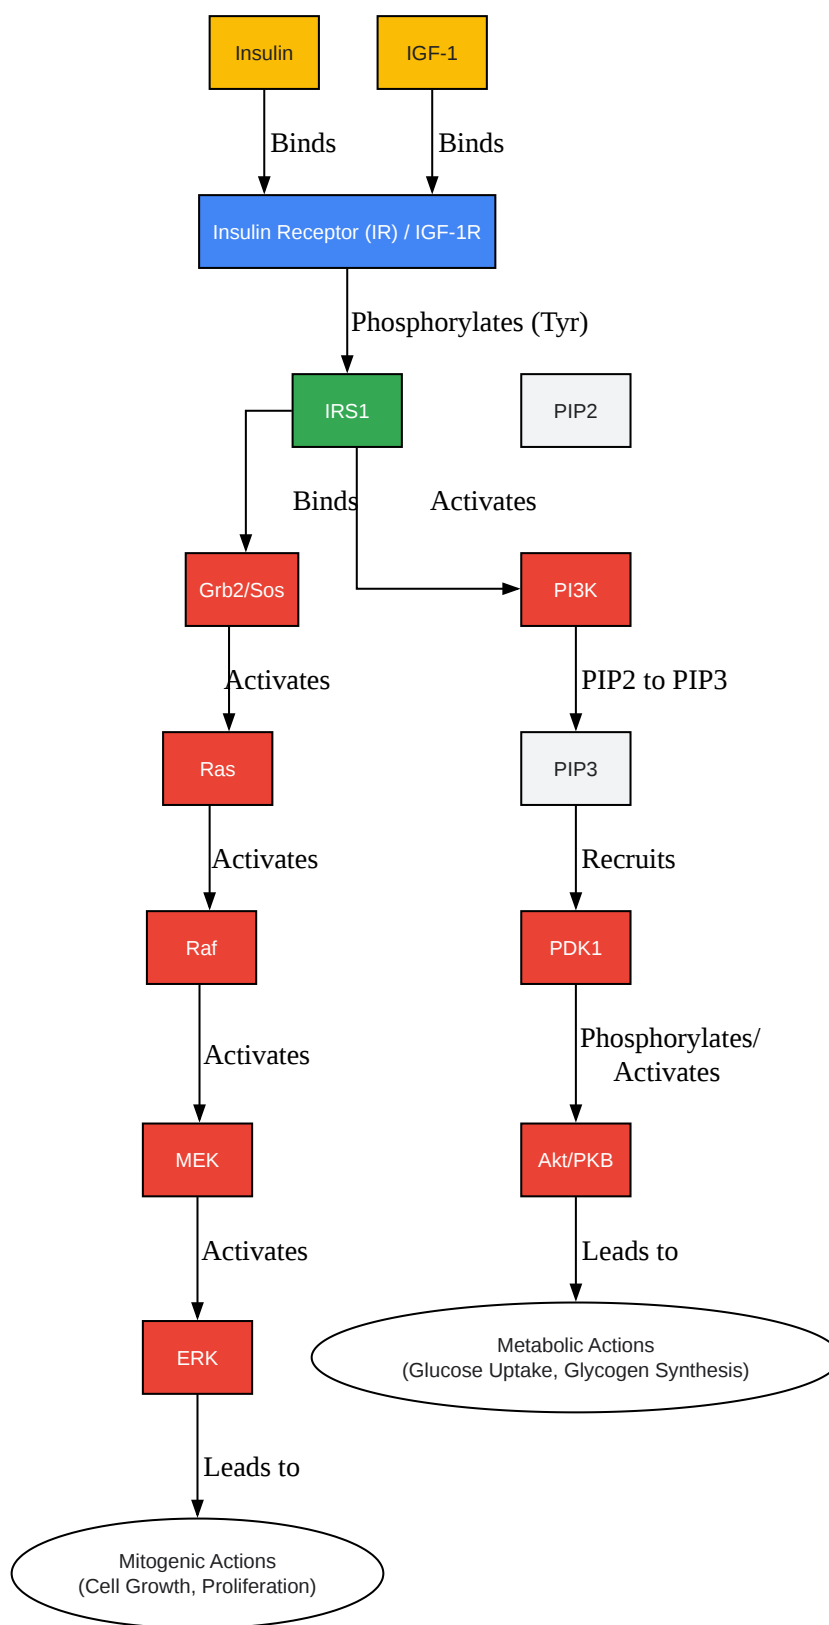 Insulin
IGF-1
Binds
Binds
Insulin Receptor (IR) / IGF-1R
Phosphorylates (Tyr)
IRS1
PIP2
Binds
Activates
Grb2/Sos
PI3K
Activates
PIP2 to PIP3
Ras
PIP3
Activates
Recruits
Raf
PDK1
Activates
Phosphorylates/
Activates
MEK
Akt/PKB
Activates
Leads to
ERK
Metabolic Actions
(Glucose Uptake, Glycogen Synthesis)
Leads to
Mitogenic Actions
(Cell Growth, Proliferation)